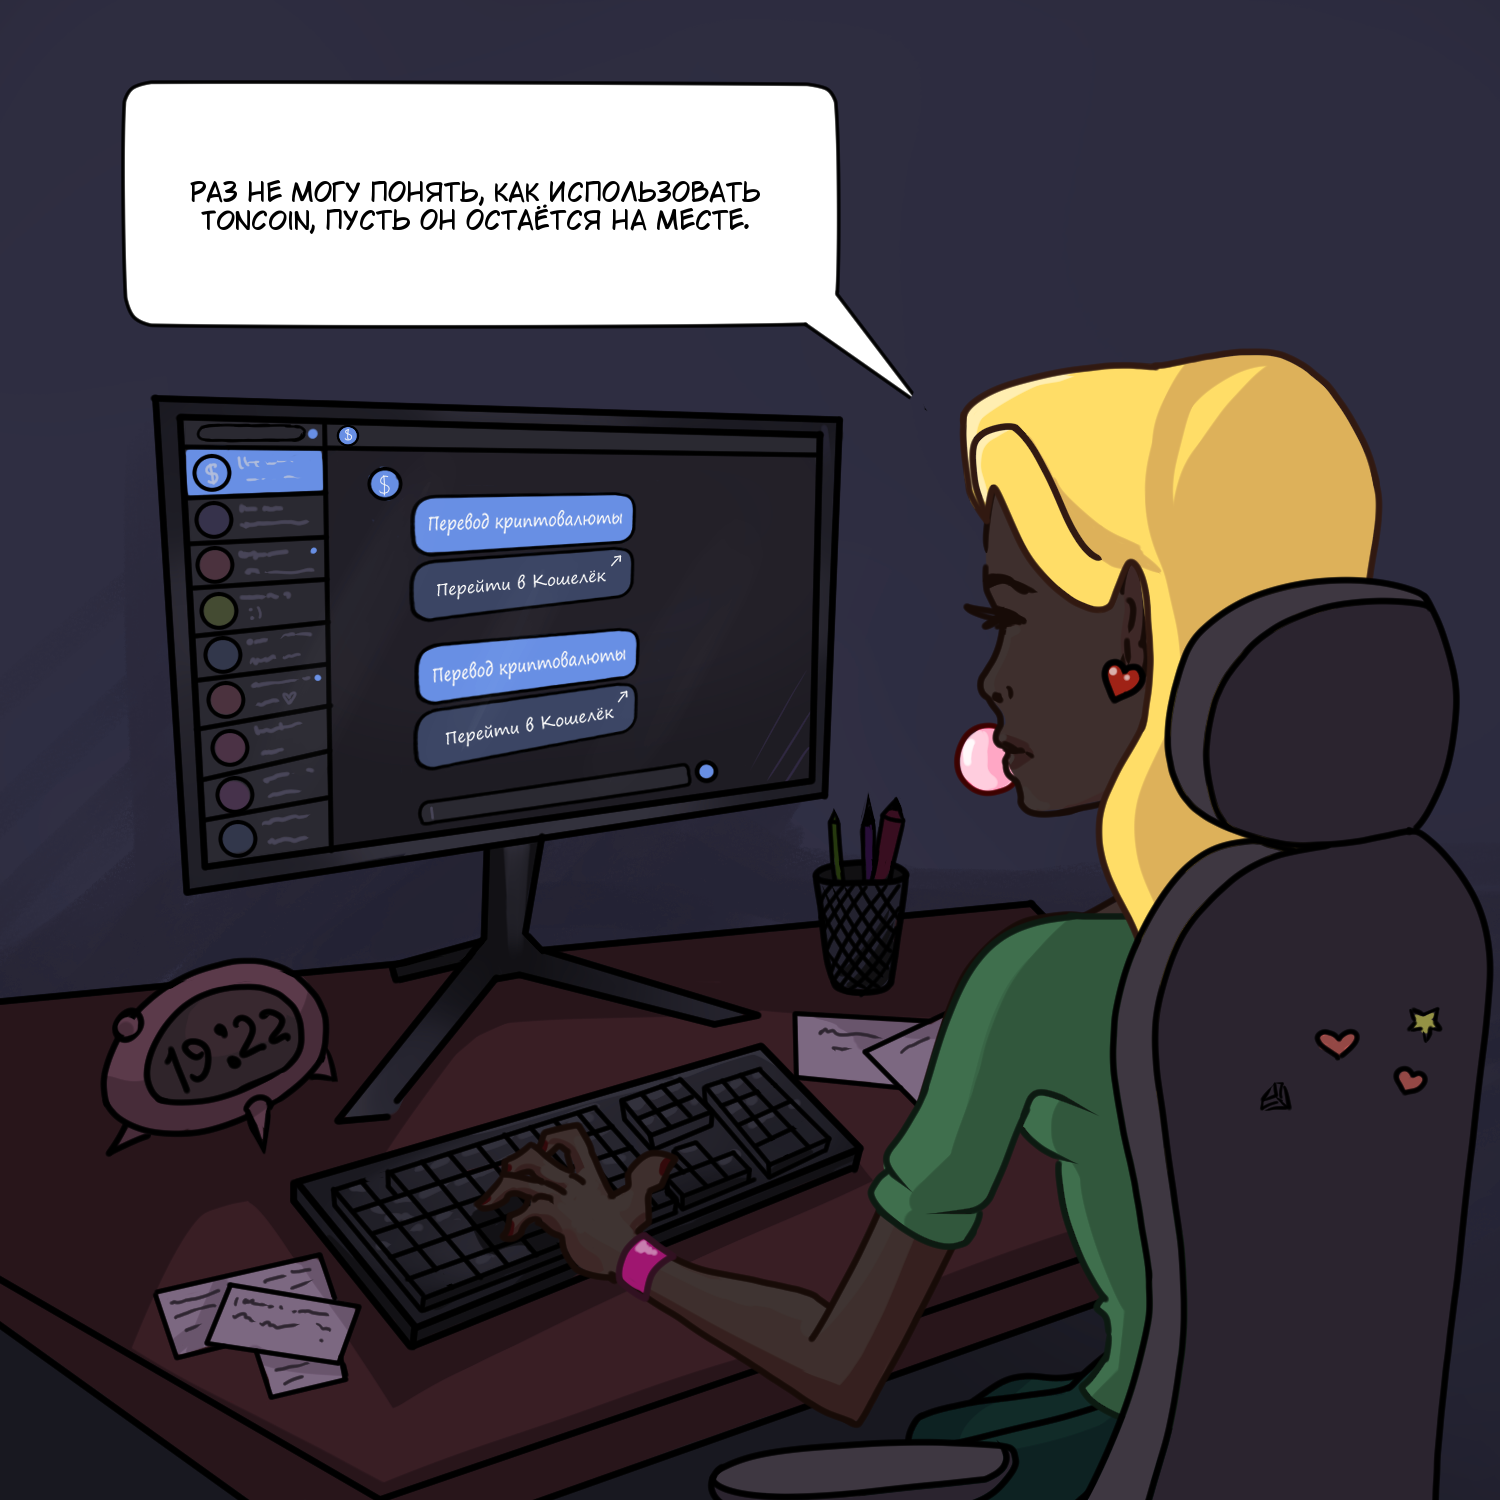 РАЗ НЕ МОГУ ПОНЯТЬ, КАК ИСПОЛЬЗОВАТЬ
TONCOIN, ПУСТЬ ОН ОСТАЁТСЯ НА МЕСТЕ.
$
$
$
Перевод криптовалюты
Перейти в Кошелёк
:)
Перевод криптовалюты
Перейти в Кошелёк
19:22